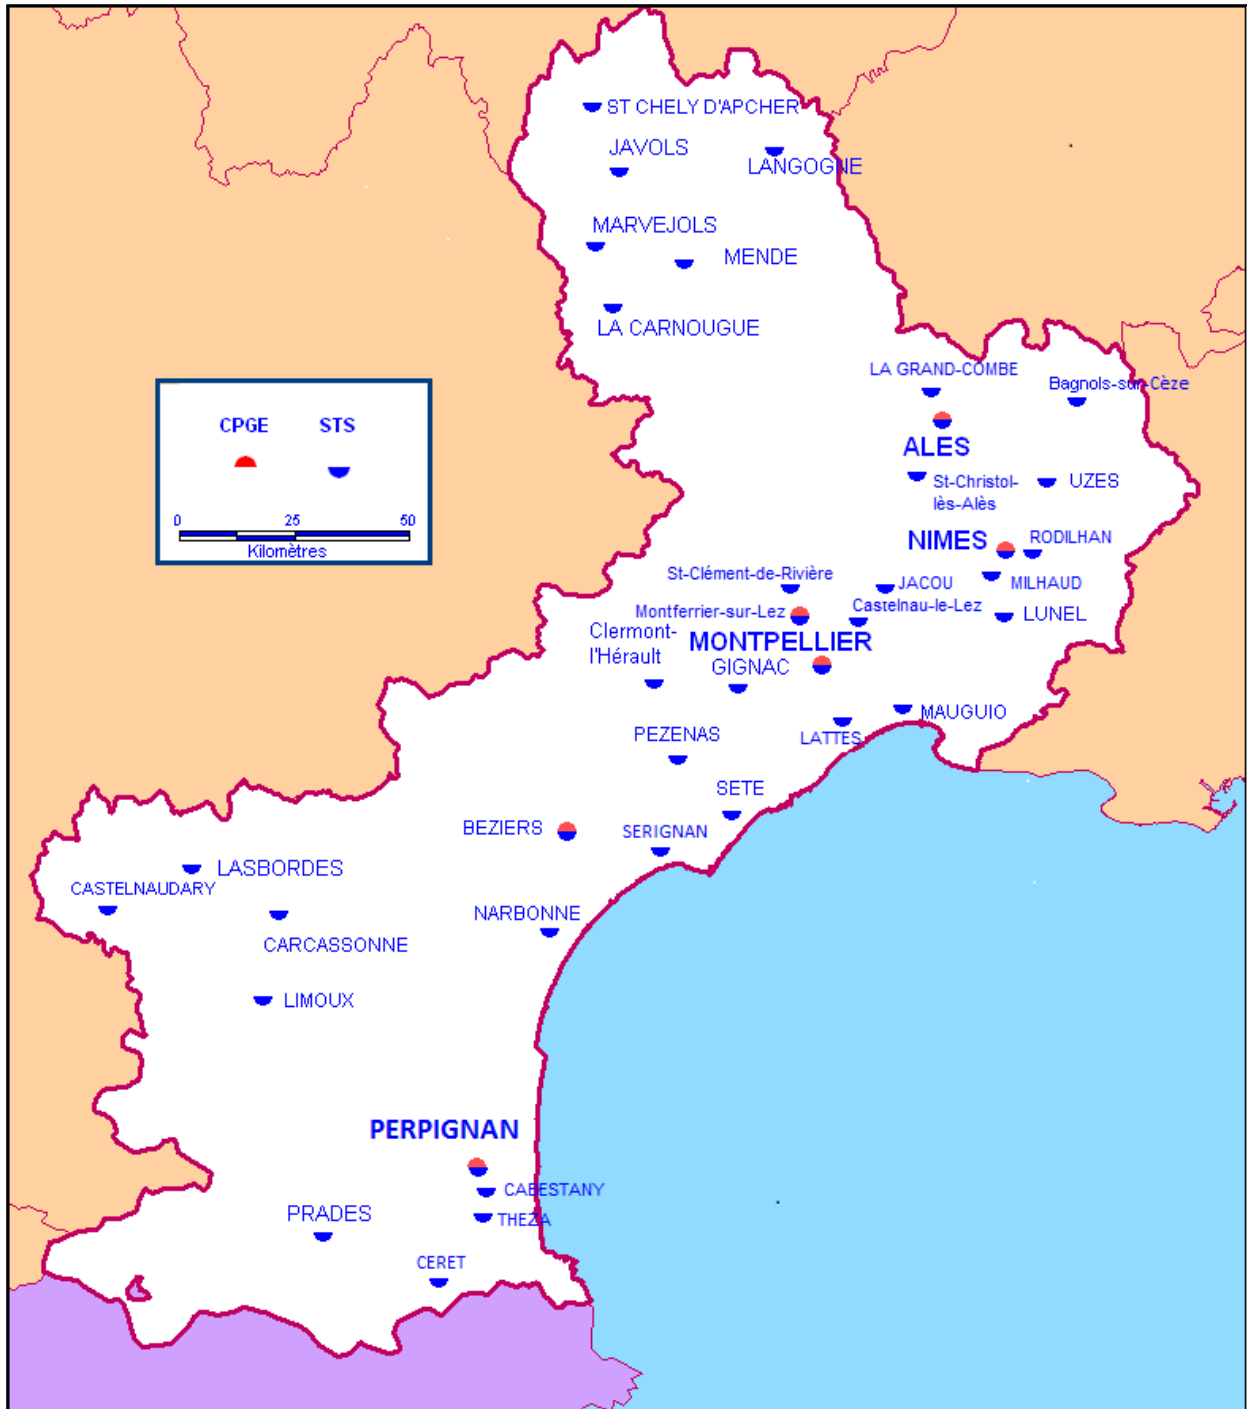 ST CHELY D'APCHER
JAVOLS
LANGOGNE
MARVEJOLS
MENDE
LA CARNOUGUE
LA GRAND-COMBE
Bagnols-sur-Cèze
CPGE STS
ALES
St-Christol-
lès-Alès
UZES
0 25 50
Kilomètres
NIMES
RODILHAN
St-Clément-de-Rivière
JACOU
MILHAUD
Montferrier-sur-Lez
Castelnau-le-Lez
LUNEL
Clermont-
l'Hérault
MONTPELLIER
GIGNAC
MAUGUIO
PEZENAS
LATTES
SETE
BEZIERS
SERIGNAN
LASBORDES
CASTELNAUDARY
NARBONNE
CARCASSONNE
LIMOUX
PERPIGNAN
CABESTANY
PRADES
THEZA
CERET